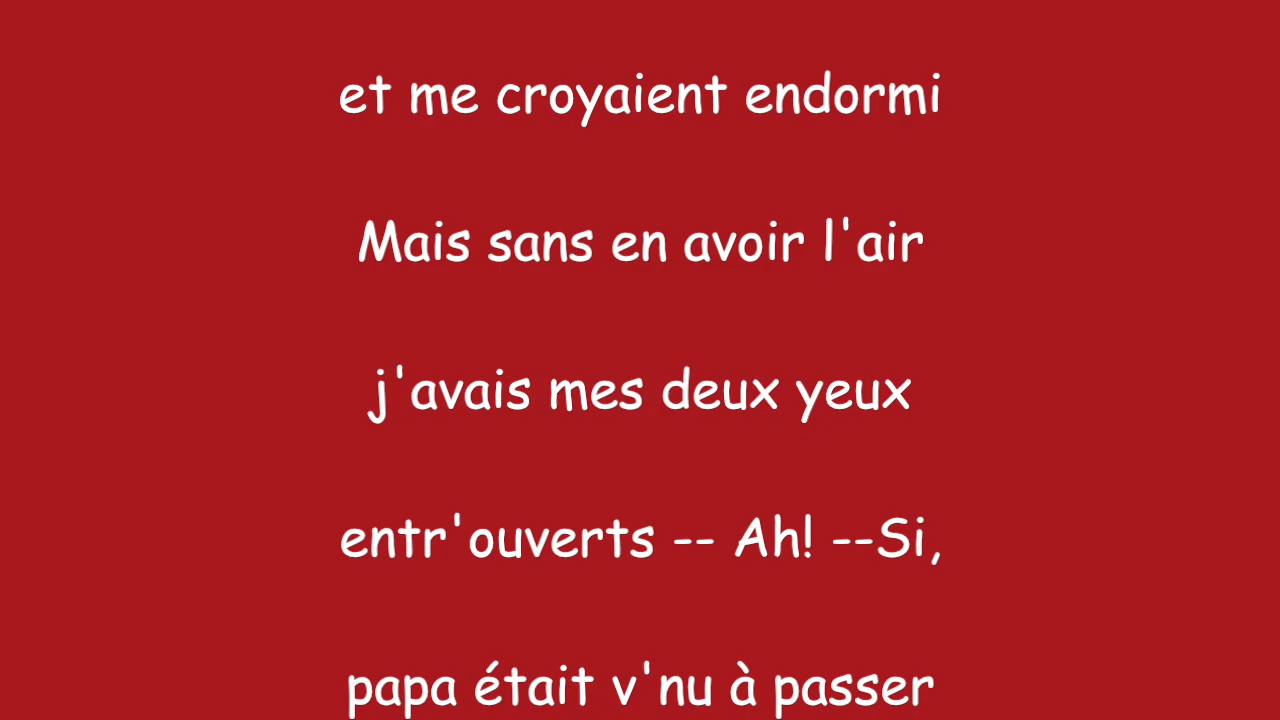 et me croyaient endormi
Mais sans en avoir l'air
j'avais mes deux yeux
entr'ouverts -- Ah! --Si,
papa était v'nu à passer